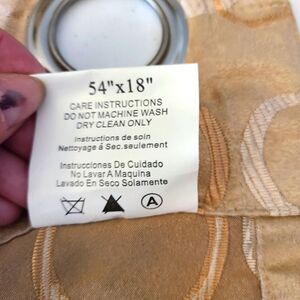 54"x18"
CARE INSTRUCTIONS
DO NOT MACHINE WASH
DRY CLEAN ONLY
Instructions de soin
Nettoyage à Sec.seulement
Instrucciones De Cuidado
No Lavar A Maquina
Lavado En Seco Solamente
A